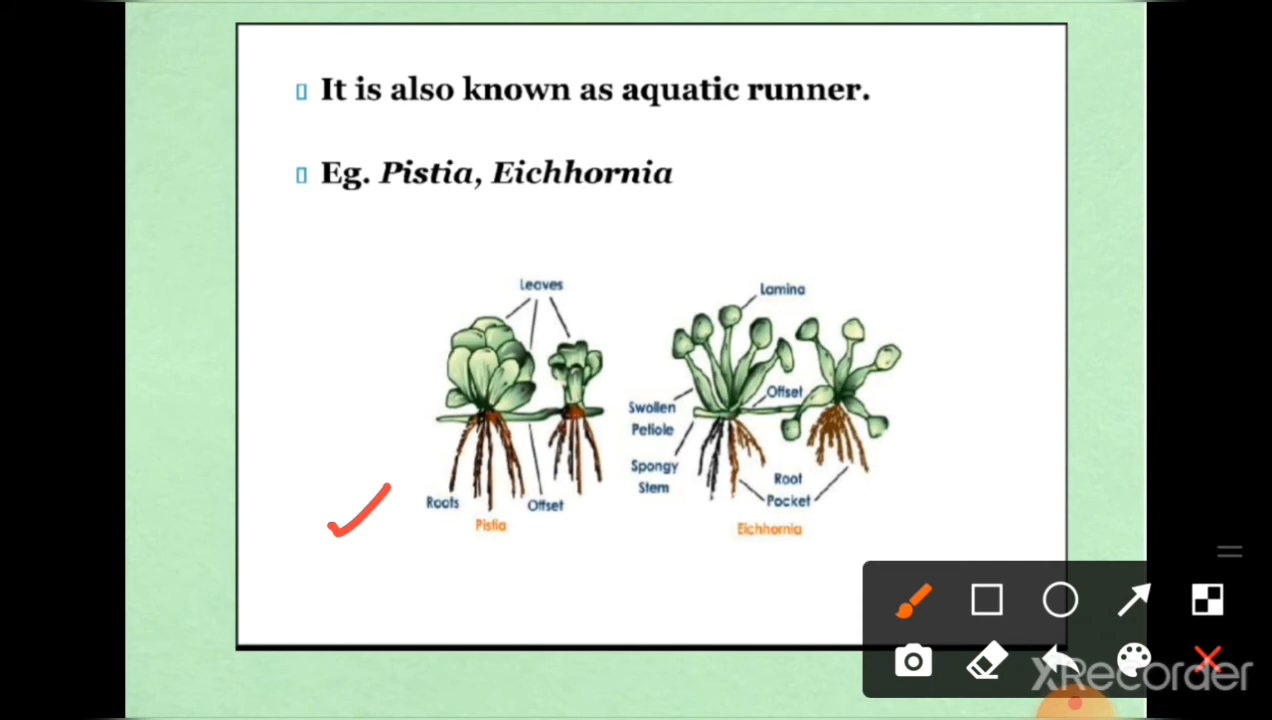 It is also known as aquatic runner.
Eg. Pistia, Eichhornia
Leaves
Lamina
Offset
Swollen
Petiole
Spongy
Stem
Root
Pocket
Roots
Offset
Pistia
Eichhornia
XRecorder